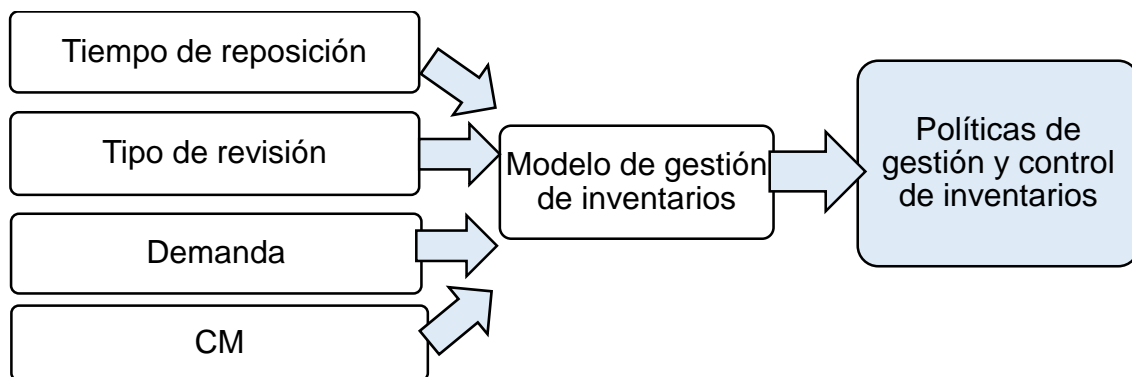 Tiempo de reposición
Tipo de revisión
Demanda
CM
Modelo de gestión
de inventarios
Políticas de
gestión y control
de inventarios